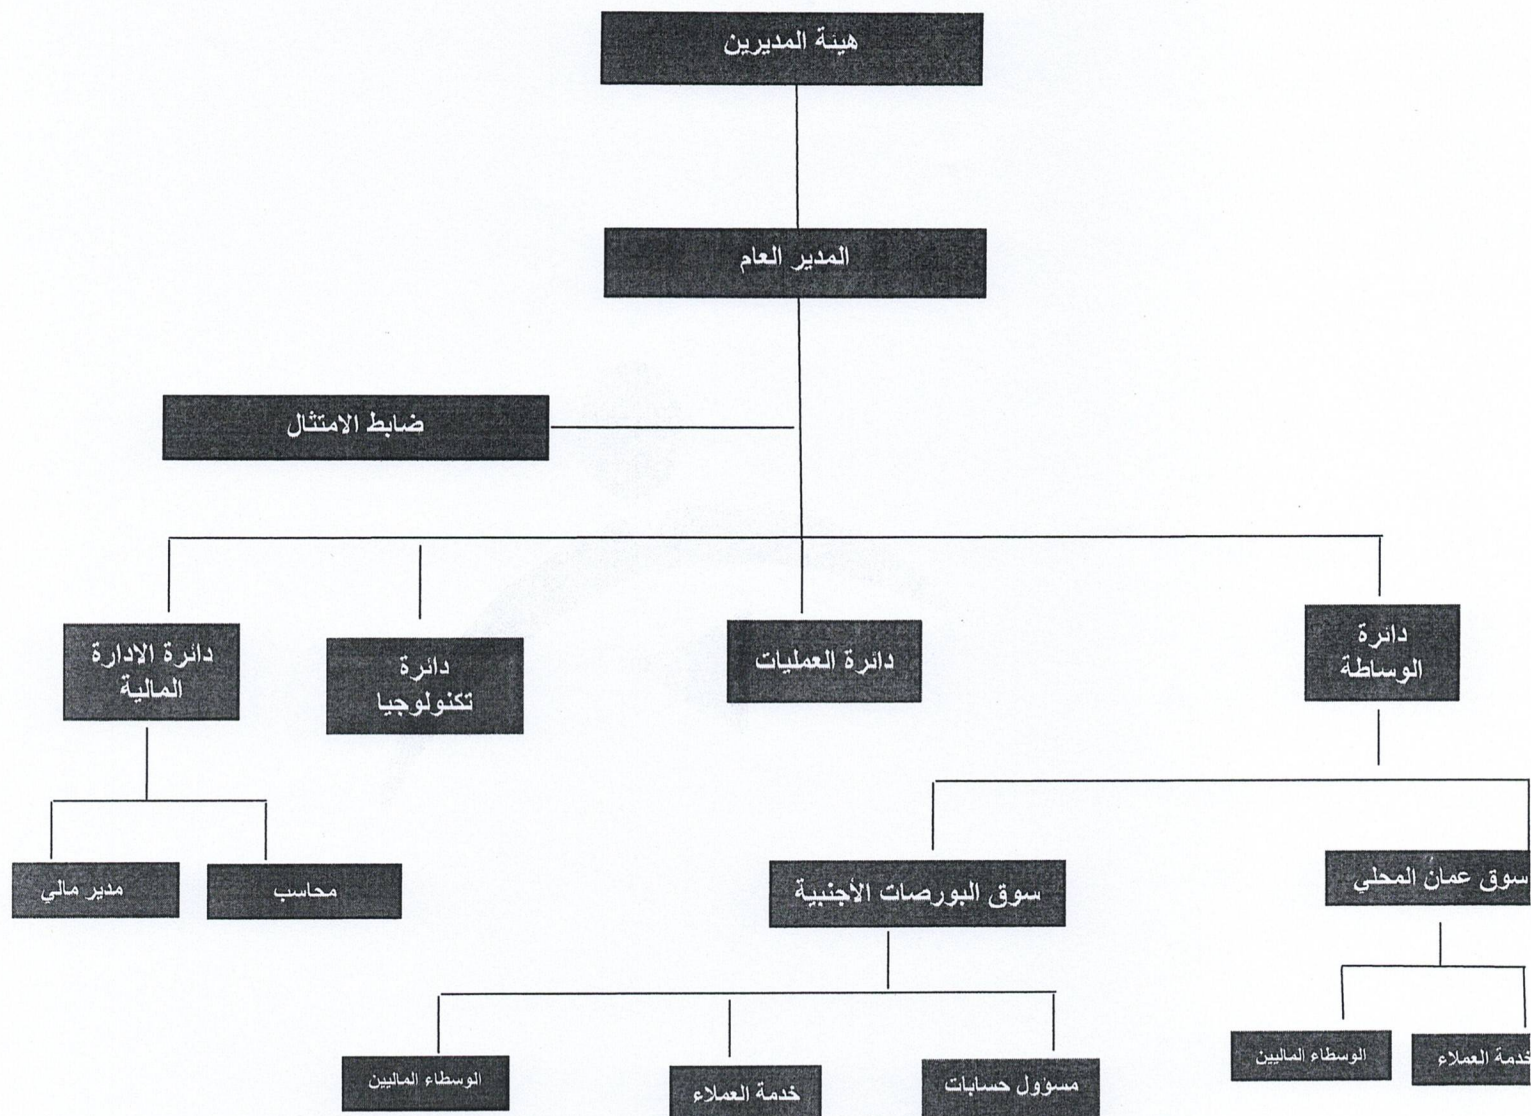 هيئة المديرين
المدير العام
ضابط الامتثال
دائرة
الوساطة
دائرة العمليات
دائرة
تكنولوجيا
دائرة الادارة
المالية
سوق عمان المحلي
سوق البورصات الأجنبية
محاسب
مدير مالي
خدمة العملاء
الوسطاء الماليين
مسوول حسابات
خدمة العملاء
الوسطاء الماليين